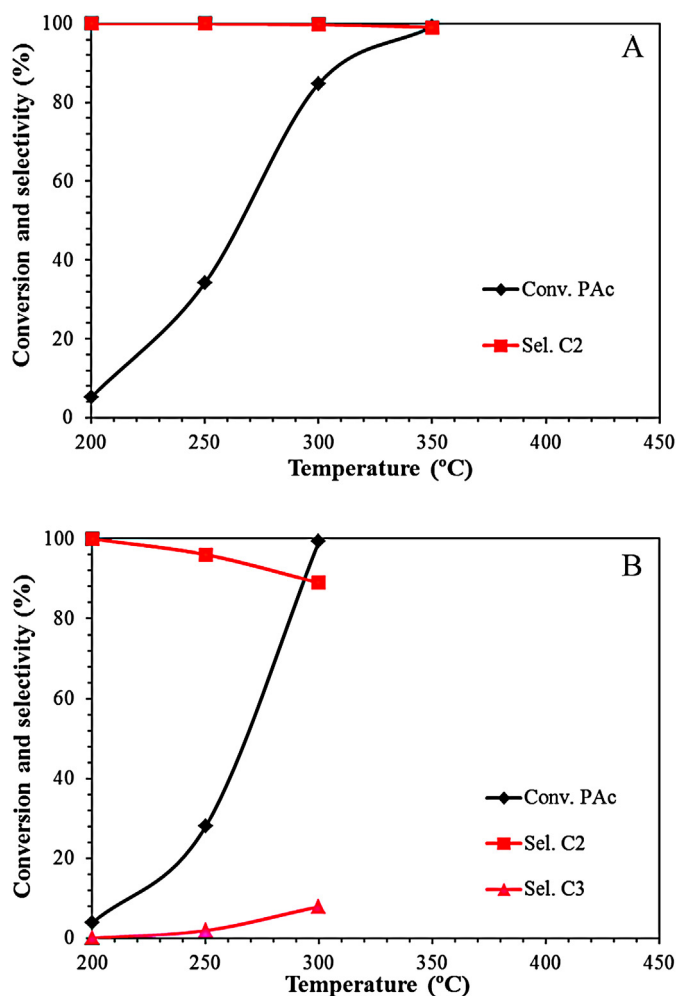 A
Conversion and selectivity (%)
100
80
60
40
20
0
Conv. PAc
Sel. C2
200 250 300 350 400 450
Temperature (ºC)
B
Conversion and selectivity (%)
100
80
60
40
20
0
Conv. PAc
Sel. C2
Sel. C3
200 250 300 350 400 450
Temperature (ºC)